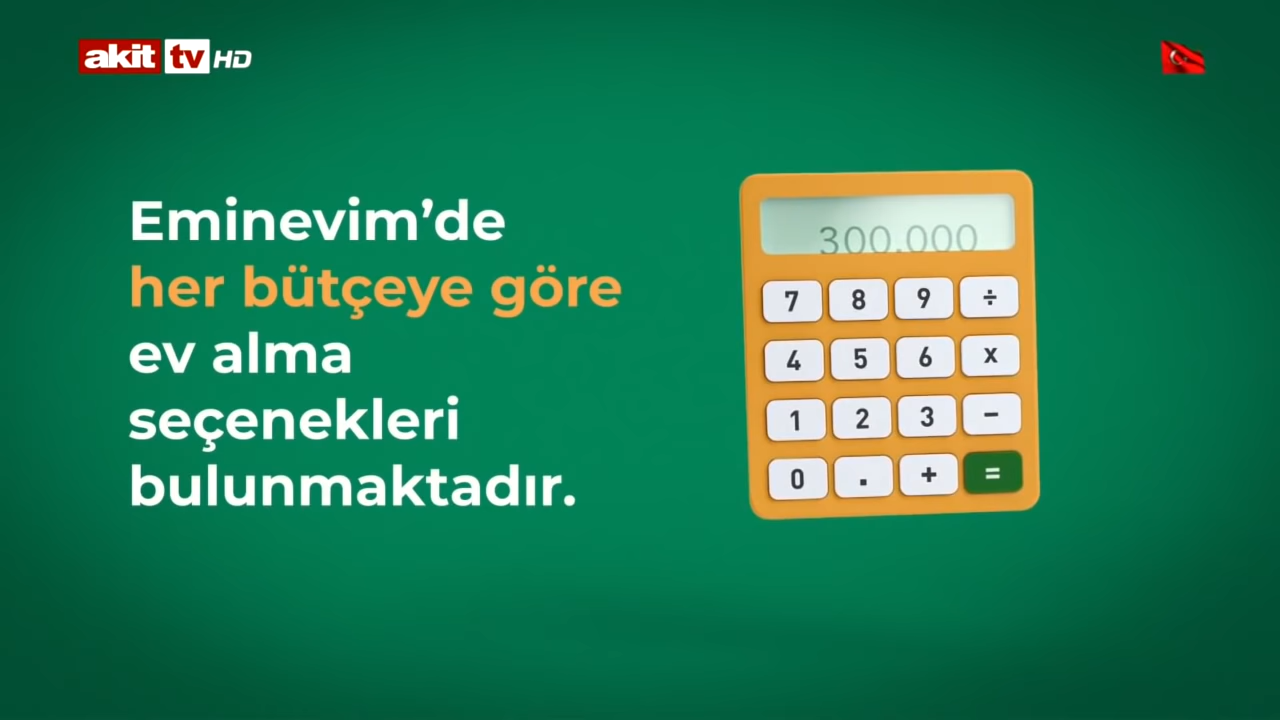 akit tv HD
Eminevim'de
her bütçeye göre
ev alma
seçenekleri
bulunmaktadır.
300.000
7 8 9 ÷
4 5 6 x
1 2 3 −
0 . + =